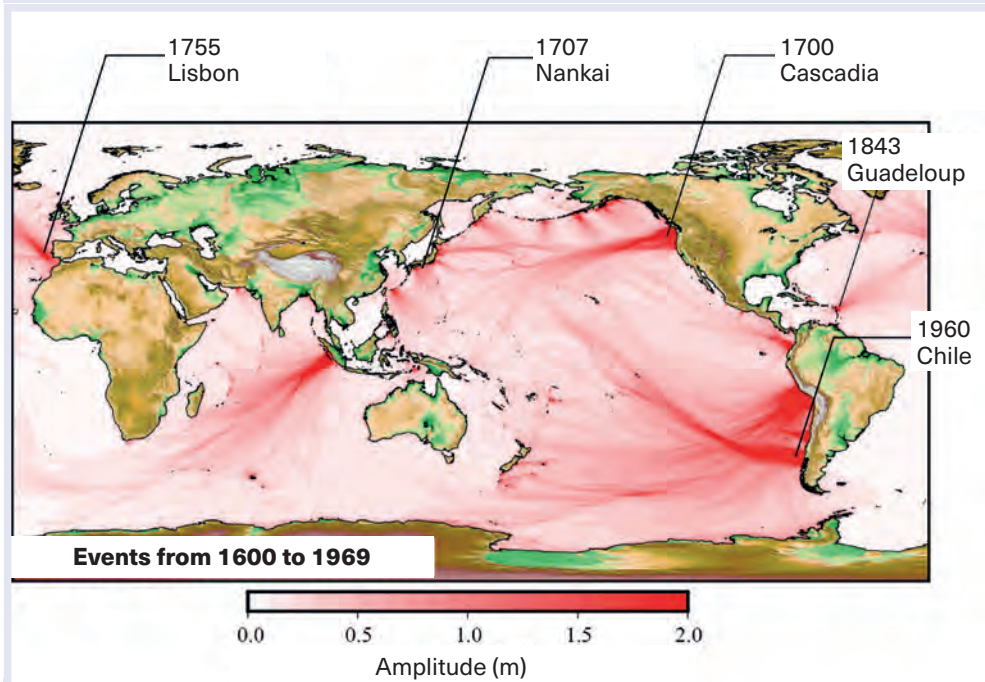 1755
Lisbon
1707
Nankai
1700
Cascadia
1843
Guadeloup
1960
Chile
Events from 1600 to 1969
0.0 0.5 1.0 1.5 2.0
Amplitude (m)